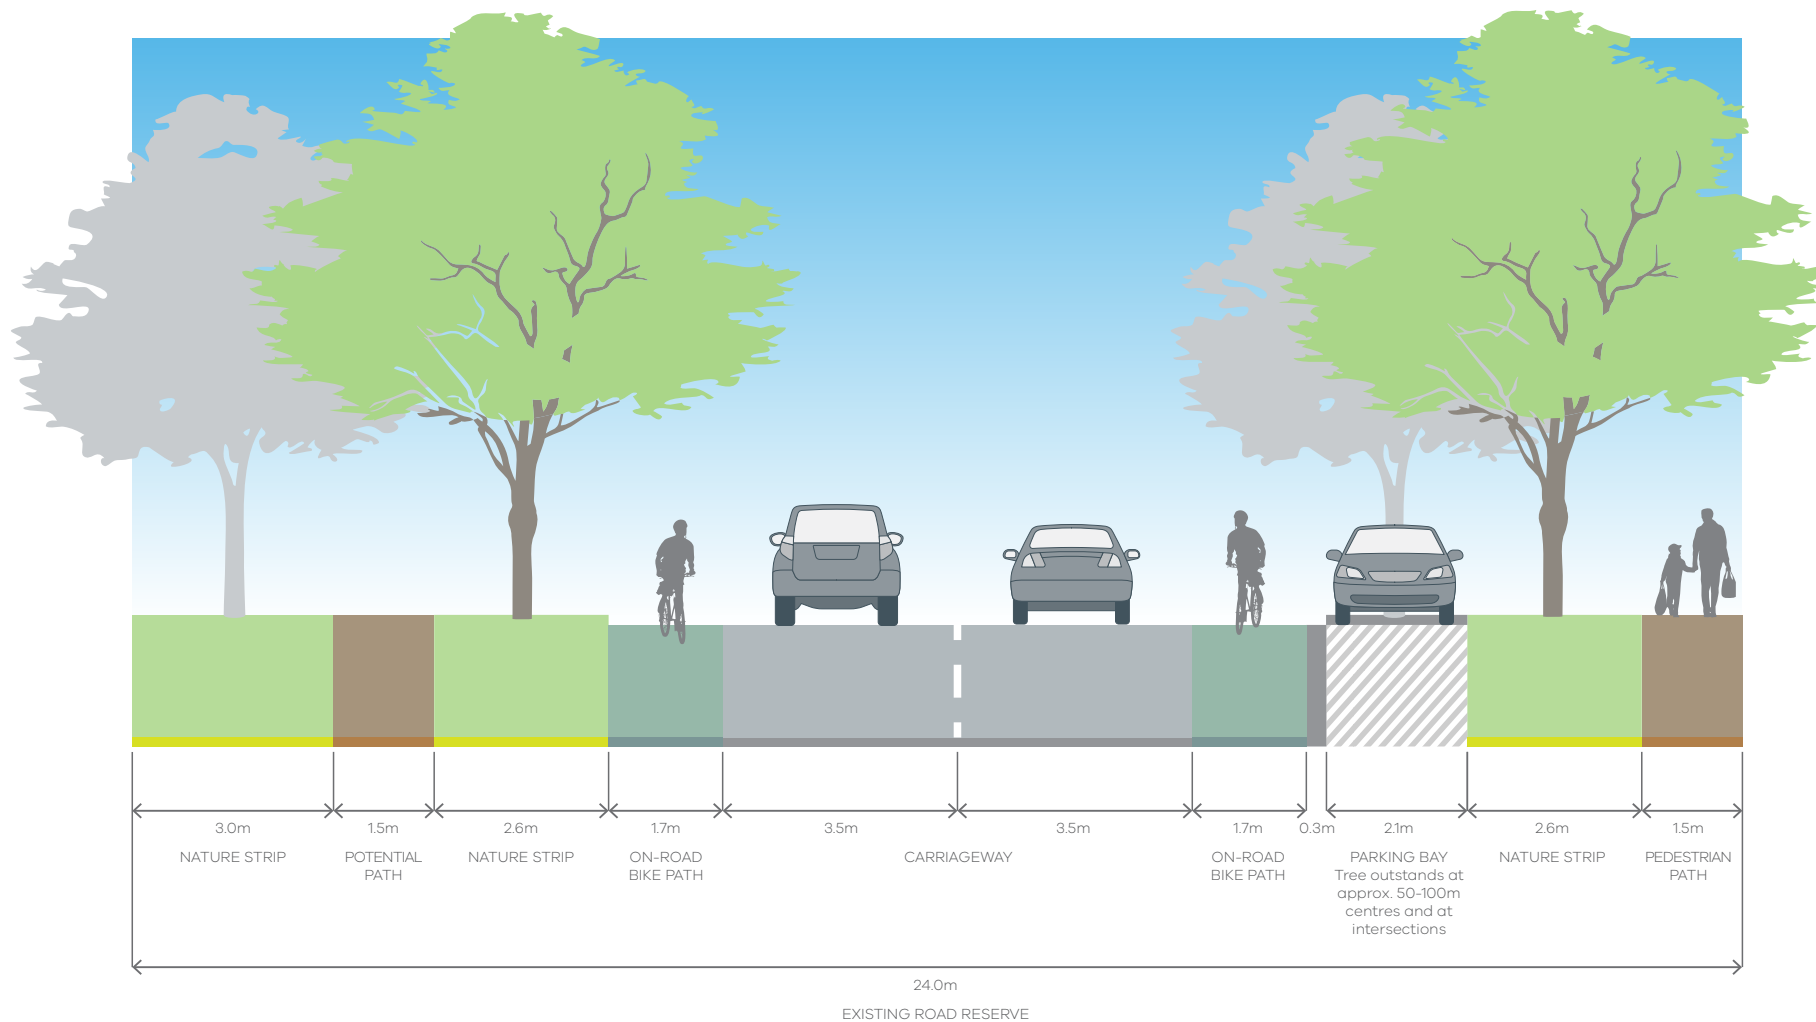 3.0m 1.5m 2.6m 1.7m 3.5m 3.5m 1.7m 0.3m 2.1m 2.6m 1.5m
NATURE STRIP
POTENTIAL
PATH
NATURE STRIP
ON-ROAD
BIKE PATH
CARRIAGEWAY
ON-ROAD
BIKE PATH
PARKING BAY
Tree outstands at
approx. 50-100m
centres and at
intersections
NATURE STRIP
PEDESTRIAN
PATH
24.0m
EXISTING ROAD RESERVE